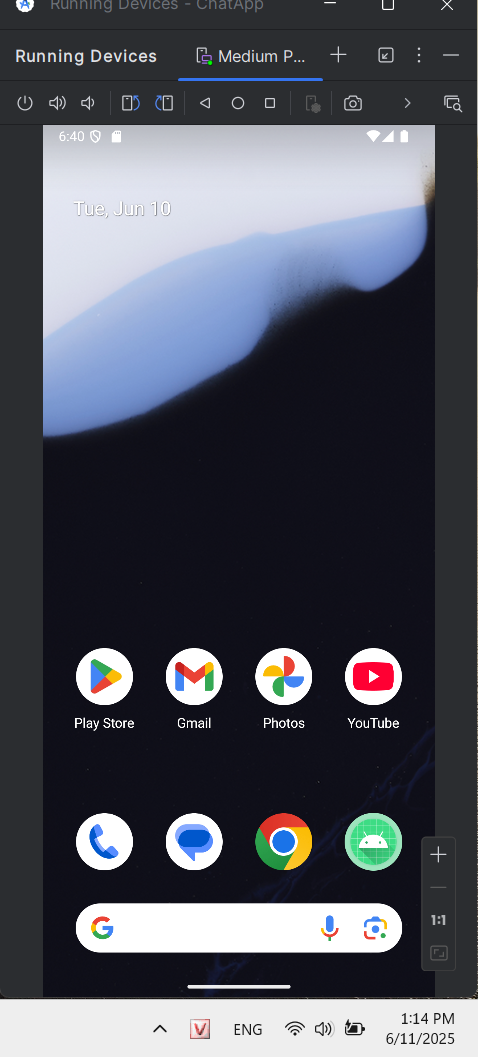 Running Devices - ChatApp
Running Devices Medium P...
6:40
Tue, Jun 10
Play Store Gmail Photos YouTube
1:1
ENG 1:14 PM
6/11/2025